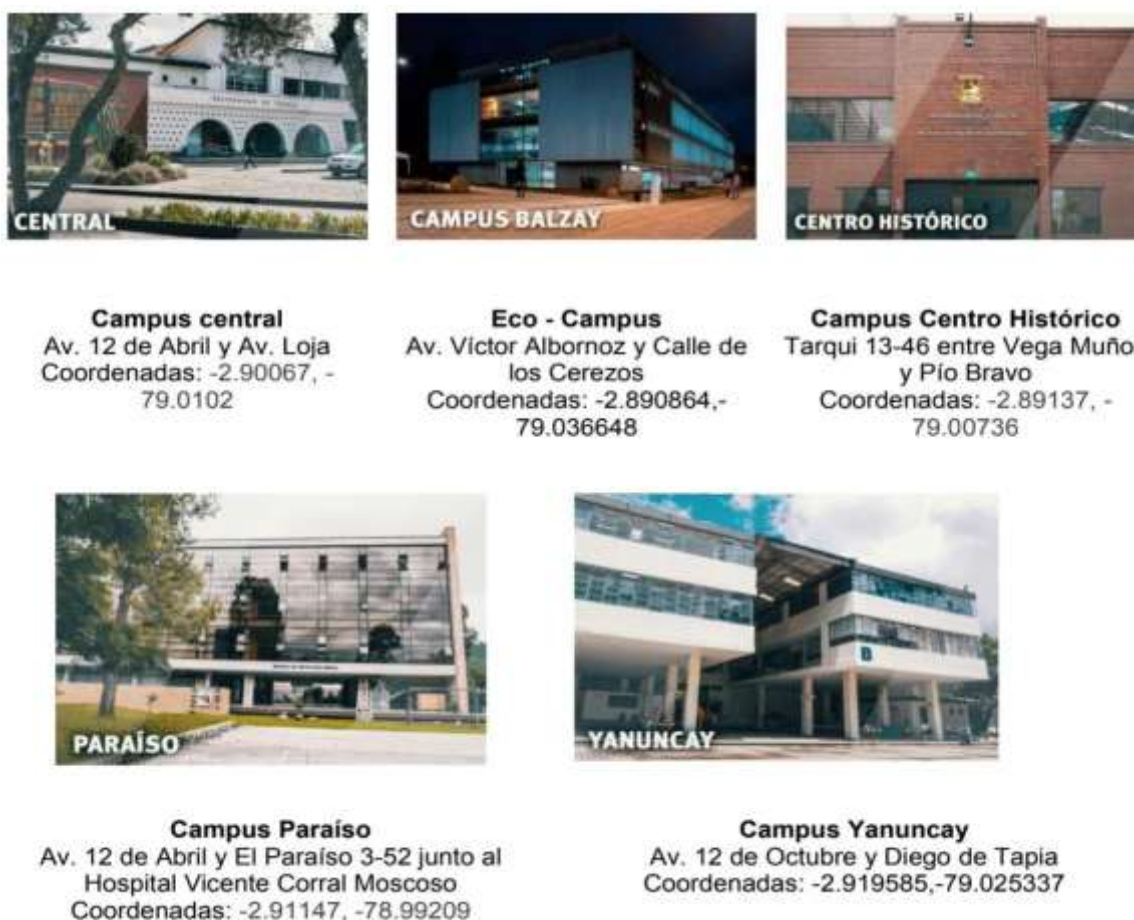 CENTRAL
CAMPUS BALZAY
CENTRO HISTÓRICO
Campus central
Av. 12 de Abril y Av. Loja
Coordenadas: -2.90067, -
79.0102
Eco - Campus
Av. Víctor Albornoz y Calle de
los Cerezos
Coordenadas: -2.890864,-
79.036648
Campus Centro Histórico
Tarqui 13-46 entre Vega Muño
y Pío Bravo
Coordenadas: -2.89137, -
79.00736
PARAÍSO
YANUNCAY
B
Campus Paraíso
Av. 12 de Abril y El Paraíso 3-52 junto al
Hospital Vicente Corral Moscoso
Coordenadas: -2.91147, -78.99209
Campus Yanuncay
Av. 12 de Octubre y Diego de Tapia
Coordenadas: -2.919585,-79.025337